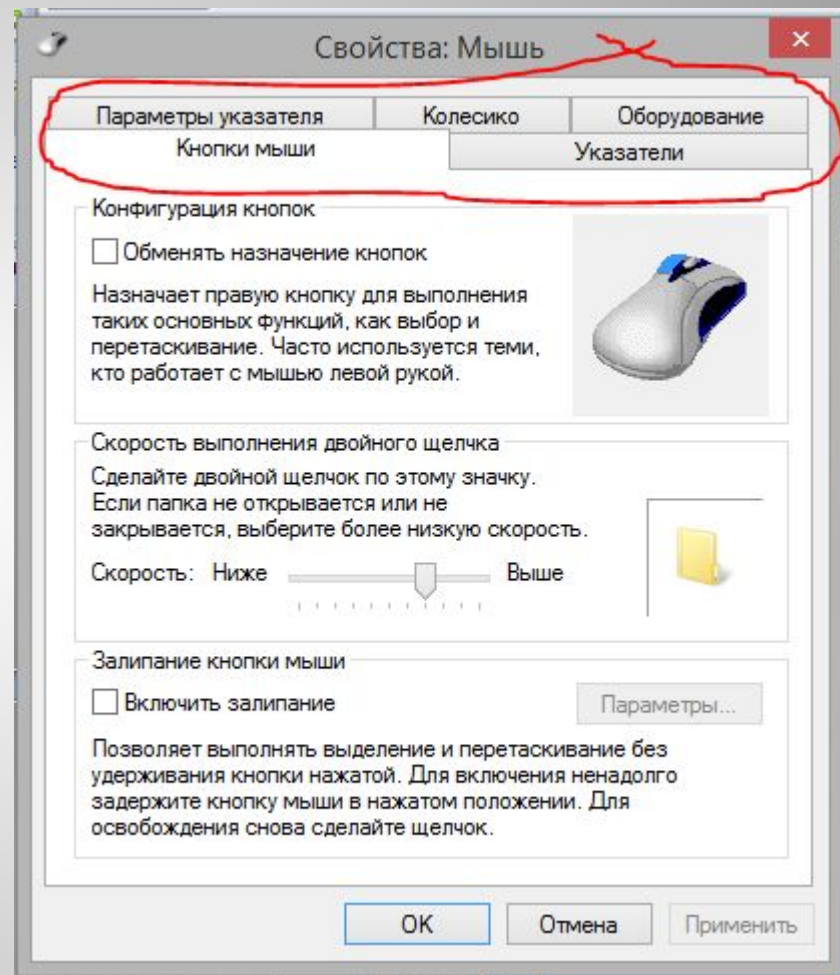 Свойства: Мышь
Параметры указателя Колесико Оборудование
Кнопки мыши Указатели
Конфигурация кнопок
Обменять назначение кнопок
Назначает правую кнопку для выполнения
таких основных функций, как выбор и
перетаскивание. Часто используется теми,
кто работает с мышью левой рукой.
Скорость выполнения двойного щелчка
Сделайте двойной щелчок по этому значку.
Если папка не открывается или не
закрывается, выберите более низкую скорость.
Скорость: Ниже Выше
Залипание кнопки мыши
Включить залипание Параметры...
Позволяет выполнять выделение и перетаскивание без
удерживания кнопки нажатой. Для включения ненадолго
задержите кнопку мыши в нажатом положении. Для
освобождения снова сделайте щелчок.
OK Отмена Применить